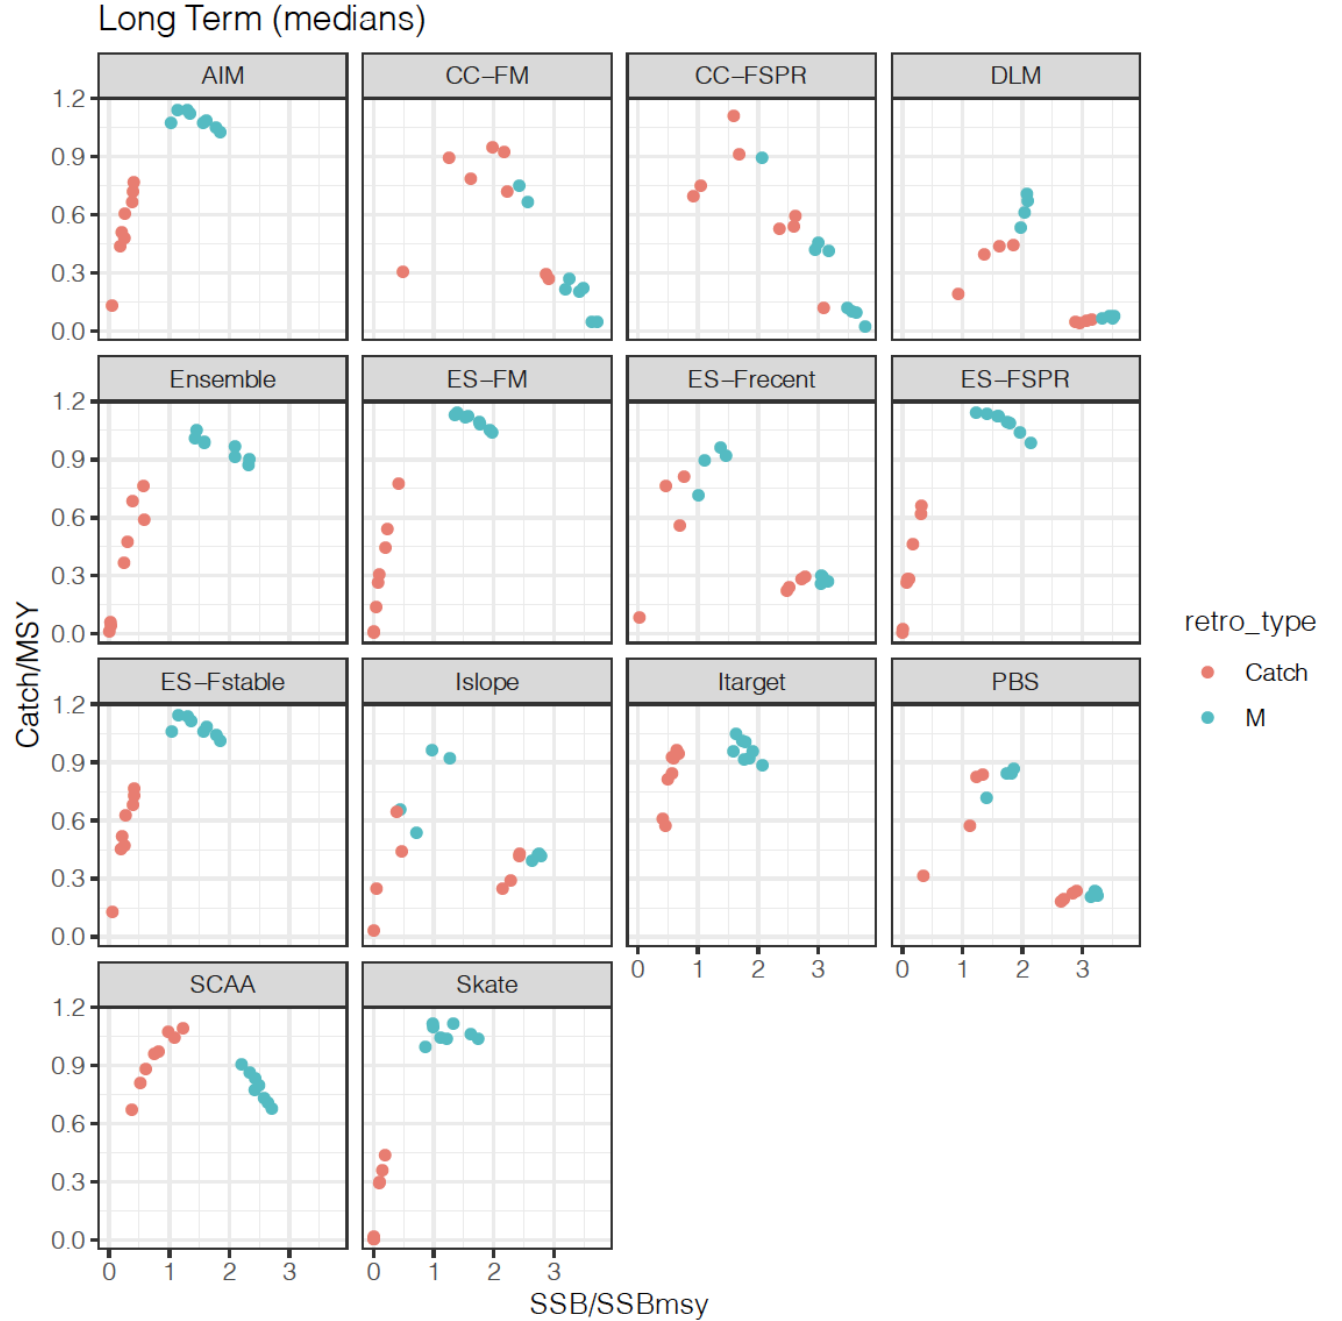 Long Term (medians)
AIM CC-FM CC-FSPR DLM
1.2
0.9
0.6
0.3
0.0
Ensemble ES-FM ES-Frecent ES-FSPR
1.2
0.9
0.6
0.3
0.0
Catch/MSY
retro_type
Catch
M
ES-Fstable Islope Itarget PBS
1.2
0.9
0.6
0.3
0.0
0 1 2 3 0 1 2 3
SCAA Skate
1.2
0.9
0.6
0.3
0.0
0 1 2 3 0 1 2 3
SSB/SSBmsy